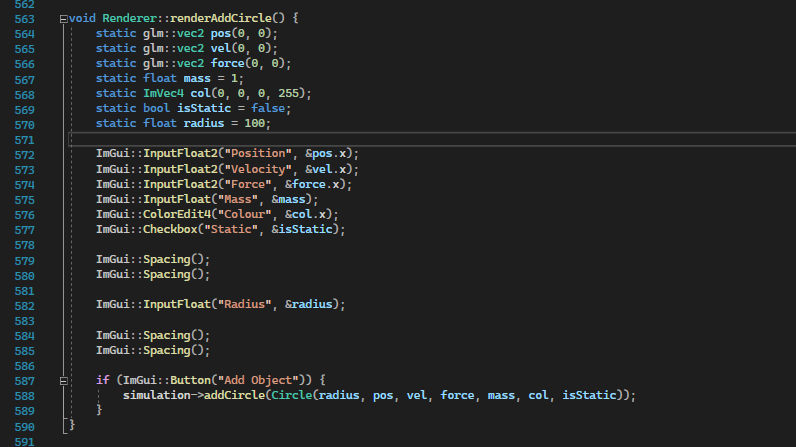 562
563 void Renderer::renderAddCircle() {
564 static glm::vec2 pos(0, 0);
565 static glm::vec2 vel(0, 0);
566 static glm::vec2 force(0, 0);
567 static float mass = 1;
568 static ImVec4 col(0, 0, 0, 255);
569 static bool isStatic = false;
570 static float radius = 100;
571
572 ImGui::InputFloat2("Position", &pos.x);
573 ImGui::InputFloat2("Velocity", &vel.x);
574 ImGui::InputFloat2("Force", &force.x);
575 ImGui::InputFloat("Mass", &mass);
576 ImGui::ColorEdit4("Colour", &col.x);
577 ImGui::Checkbox("Static", &isStatic);
578
579 ImGui::Spacing();
580 ImGui::Spacing();
581
582 ImGui::InputFloat("Radius", &radius);
583
584 ImGui::Spacing();
585 ImGui::Spacing();
586
587 if (ImGui::Button("Add Object")) {
588 simulation->addCircle(Circle(radius, pos, vel, force, mass, col, isStatic));
589 }
590 }
591